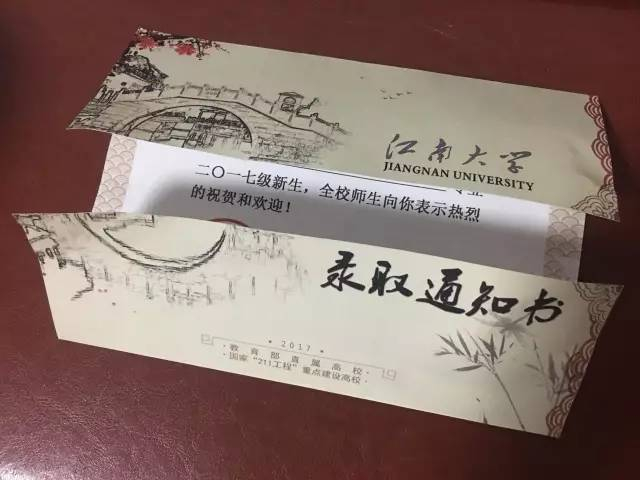 江南大学
JIANGNAN UNIVERSITY
二〇一七级新生，全校师生向你表示热烈
的祝贺和欢迎！
录取通知书
2017
·教育部直属高校·
·国家“211工程”重点建设高校·